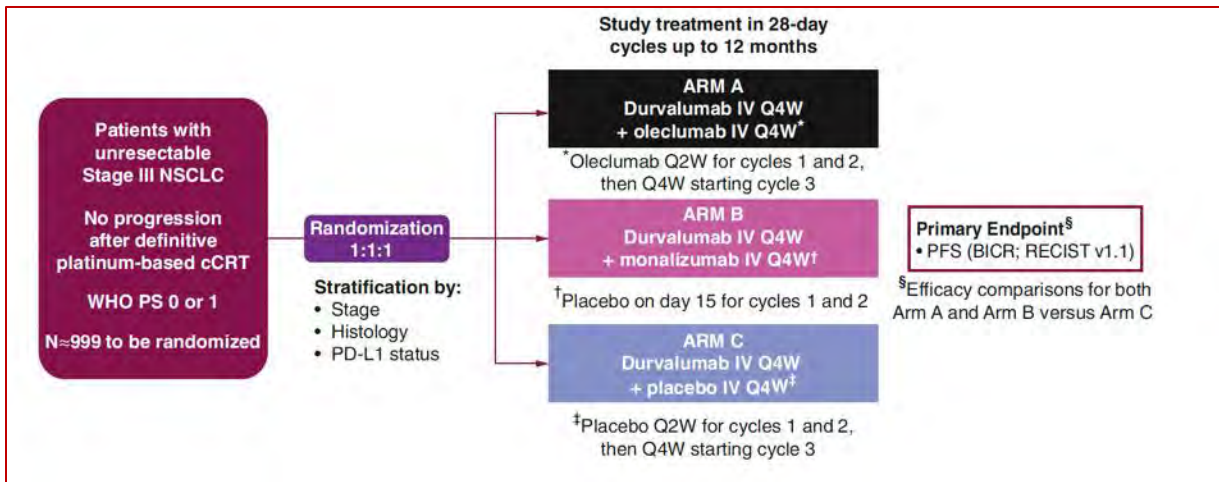 Study treatment in 28-day
cycles up to 12 months
Patients with
unresectable
Stage III NSCLC
No progression
after definitive
platinum-based cCRT
WHO PS 0 or 1
N≈999 to be randomized
Randomization
1:1:1
Stratification by:
• Stage
• Histology
• PD-L1 status
ARM A
Durvalumab IV Q4W
+ oleclumab IV Q4W*
*Oleclumab Q2W for cycles 1 and 2,
then Q4W starting cycle 3
ARM B
Durvalumab IV Q4W
+ monalizumab IV Q4W†
†Placebo on day 15 for cycles 1 and 2
ARM C
Durvalumab IV Q4W
+ placebo IV Q4W‡
‡Placebo Q2W for cycles 1 and 2,
then Q4W starting cycle 3
Primary Endpoint§
• PFS (BICR; RECIST v1.1)
§Efficacy comparisons for both
Arm A and Arm B versus Arm C